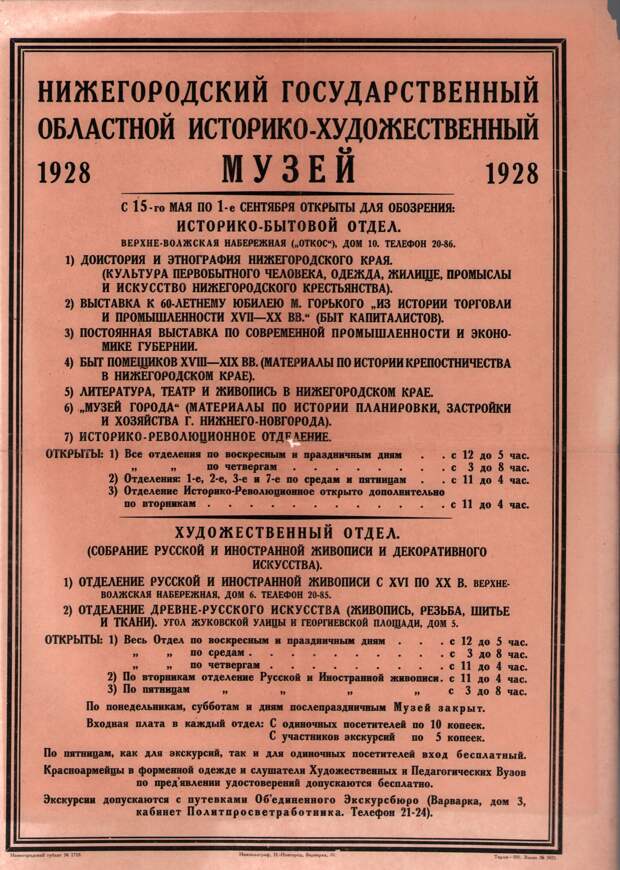 НИЖЕГОРОДСКИЙ ГОСУДАРСТВЕННЫЙ
ОБЛАСТНОЙ ИСТОРИКО-ХУДОЖЕСТВЕННЫЙ
1928 МУЗЕЙ 1928
С 15-го МАЯ ПО 1-е СЕНТЯБРЯ ОТКРЫТЫ ДЛЯ ОБОЗРЕНИЯ:
ИСТОРИКО-БЫТОВОЙ ОТДЕЛ.
ВЕРХНЕ-ВОЛЖСКАЯ НАБЕРЕЖНАЯ („ОТКОС“), ДОМ 10. ТЕЛЕФОН 20-86.
1) ДОИСТОРИЯ И ЭТНОГРАФИЯ НИЖЕГОРОДСКОГО КРАЯ.
(КУЛЬТУРА ПЕРВОБЫТНОГО ЧЕЛОВЕКА, ОДЕЖДА, ЖИЛИЩЕ, ПРОМЫСЛЫ
И ИСКУССТВО НИЖЕГОРОДСКОГО КРЕСТЬЯНСТВА).
2) ВЫСТАВКА К 60-ЛЕТНЕМУ ЮБИЛЕЮ М. ГОРЬКОГО „ИЗ ИСТОРИИ ТОРГОВЛИ
И ПРОМЫШЛЕННОСТИ XVII—XX ВВ.“ (БЫТ КАПИТАЛИСТОВ).
3) ПОСТОЯННАЯ ВЫСТАВКА ПО СОВРЕМЕННОЙ ПРОМЫШЛЕННОСТИ И ЭКОНО-
МИКЕ ГУБЕРНИИ.
4) БЫТ ПОМЕЩИКОВ XVIII—XIX ВВ. (МАТЕРИАЛЫ ПО ИСТОРИИ КРЕПОСТНИЧЕСТВА
В НИЖЕГОРОДСКОМ КРАЕ).
5) ЛИТЕРАТУРА, ТЕАТР И ЖИВОПИСЬ В НИЖЕГОРОДСКОМ КРАЕ.
6) „МУЗЕЙ ГОРОДА“ (МАТЕРИАЛЫ ПО ИСТОРИИ ПЛАНИРОВКИ, ЗАСТРОЙКИ
И ХОЗЯЙСТВА Г. НИЖНЕГО-НОВГОРОДА).
7) ИСТОРИКО-РЕВОЛЮЦИОННОЕ ОТДЕЛЕНИЕ.
ОТКРЫТЫ: 1) Все отделения по воскресным и праздничным дням . . с 12 до 5 час.
„ „ по четвергам . . . . . . . с 3 до 8 час.
2) Отделения: 1-е, 2-е, 3-е и 7-е по средам и пятницам . . с 11 до 4 час.
3) Отделение Историко-Революционное открыто дополнительно
по вторникам . . . . . . . . . . . . с 11 до 4 час.
ХУДОЖЕСТВЕННЫЙ ОТДЕЛ.
(СОБРАНИЕ РУССКОЙ И ИНОСТРАННОЙ ЖИВОПИСИ И ДЕКОРАТИВНОГО
ИСКУССТВА).
1) ОТДЕЛЕНИЕ РУССКОЙ И ИНОСТРАННОЙ ЖИВОПИСИ С XVI ПО XX В. ВЕРХНЕ-
ВОЛЖСКАЯ НАБЕРЕЖНАЯ, ДОМ 6. ТЕЛЕФОН 20-85.
2) ОТДЕЛЕНИЕ ДРЕВНЕ-РУССКОГО ИСКУССТВА (ЖИВОПИСЬ, РЕЗЬБА, ШИТЬЕ
И ТКАНИ). УГОЛ ЖУКОВСКОЙ УЛИЦЫ И ГЕОРГИЕВСКОЙ ПЛОЩАДИ, ДОМ 5.
ОТКРЫТЫ: 1) Весь Отдел по воскресным и праздничным дням . . . с 12 до 5 час.
„ „ по средам . . . . . . . . . с 3 до 8 час.
„ „ по четвергам . . . . . . . . с 11 до 4 час.
2) По вторникам отделение Русской и Иностранной живописи. с 11 до 4 час.
3) По пятницам „ „ „ „ с 3 до 8 час.
По понедельникам, субботам и дням послепраздничным Музей закрыт.
Входная плата в каждый отдел: С одиночных посетителей по 10 копеек.
С участников экскурсий по 5 копеек.
По пятницам, как для экскурсий, так и для одиночных посетителей вход бесплатный.
Красноармейцы в форменной одежде и слушателя Художественных и Педагогических Вузов
по пред'явлении удостоверений допускаются бесплатно.
Экскурсии допускаются с путевками Об'единенного Экскурсбюро (Варварка, дом 3,
кабинет Политпросветработника. Телефон 21-24).
Нижегородский гублит №
Н.-Новгород, Варварка,